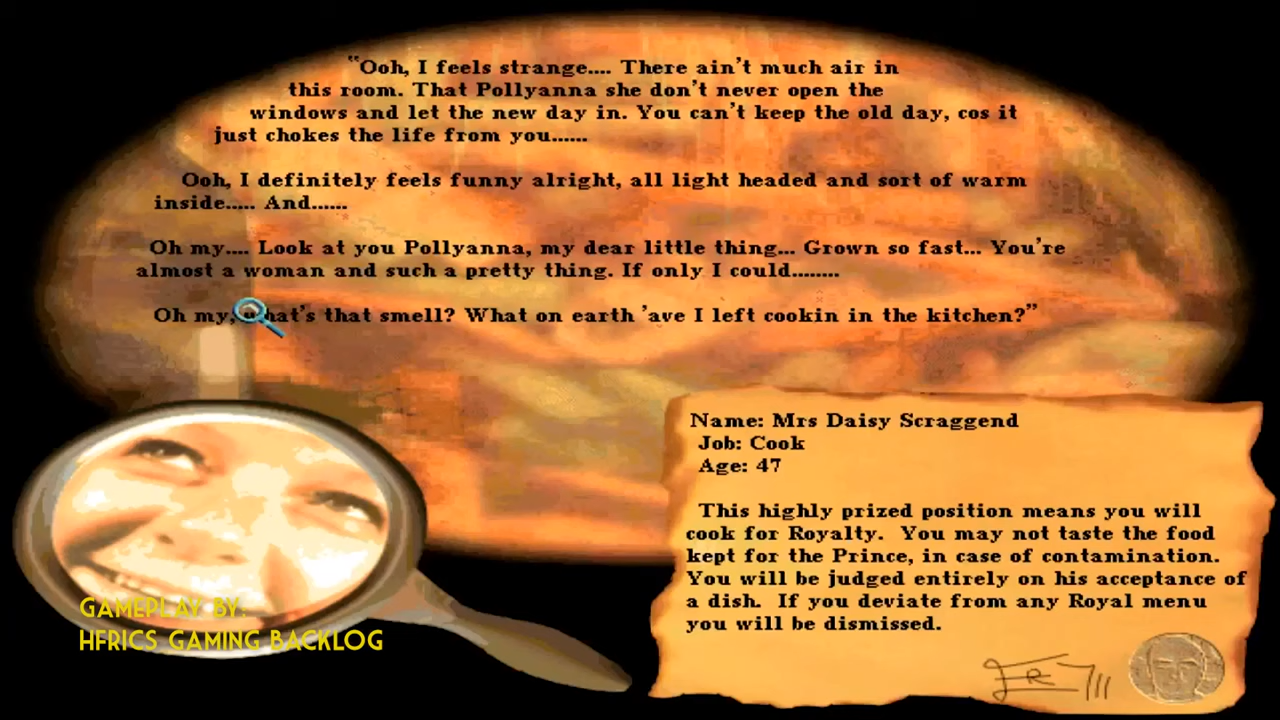 “Ooh, I feels strange.... There ain't much air in
this room. That Pollyanna she don't never open the
windows and let the new day in. You can't keep the old day, cos it
just chokes the life from you......
Ooh, I definitely feels funny alright, all light headed and sort of warm
inside..... And......
Oh my.... Look at you Pollyanna, my dear little thing... Grown so fast... You're
almost a woman and such a pretty thing. If only I could........
Oh my, what's that smell? What on earth 'ave I left cookin in the kitchen?”
Name: Mrs Daisy Scraggend
Job: Cook
Age: 47
This highly prized position means you will
cook for Royalty. You may not taste the food
kept for the Prince, in case of contamination.
You will be judged entirely on his acceptance of
a dish. If you deviate from any Royal menu
you will be dismissed.
GAMEPLAY BY:
HFRICS GAMING BACKLOG